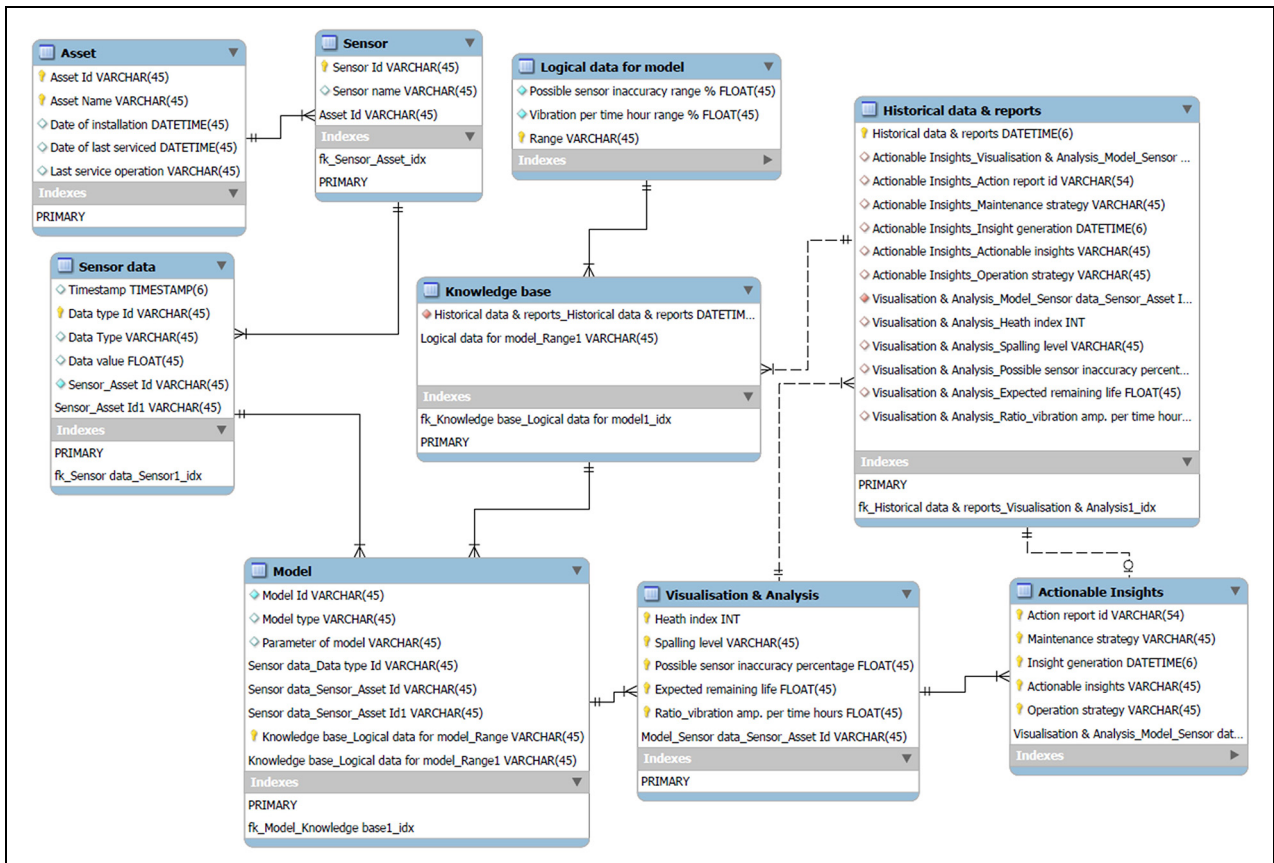 Asset
Asset Id VARCHAR(45)
Asset Name VARCHAR(45)
Date of installation DATETIME(45)
Date of last serviced DATETIME(45)
Last service operation VARCHAR(45)
Indexes
PRIMARY
Sensor
Sensor Id VARCHAR(45)
Sensor name VARCHAR(45)
Asset Id VARCHAR(45)
Indexes
fk_Sensor_Asset_idx
PRIMARY
Logical data for model
Possible sensor inaccuracy range % FLOAT(45)
Vibration per time hour range % FLOAT(45)
Range VARCHAR(45)
Indexes
Historical data & reports
Historical data & reports DATETIME(6)
Actionable Insights_Visualisation & Analysis_Model_Sensor ...
Actionable Insights_Action report id VARCHAR(54)
Actionable Insights_Maintenance strategy VARCHAR(45)
Actionable Insights_Insight generation DATETIME(6)
Actionable Insights_Actionable insights VARCHAR(45)
Actionable Insights_Operation strategy VARCHAR(45)
Visualisation & Analysis_Model_Sensor data_Sensor_Asset I...
Visualisation & Analysis_Heath index INT
Visualisation & Analysis_Spalling level VARCHAR(45)
Visualisation & Analysis_Possible sensor inaccuracy percent...
Visualisation & Analysis_Expected remaining life FLOAT(45)
Visualisation & Analysis_Ratio_vibration amp. per time hour...
Indexes
PRIMARY
fk_Historical data & reports_Visualisation & Analysis1_idx
Sensor data
Timestamp TIMESTAMP(6)
Data type Id VARCHAR(45)
Data Type VARCHAR(45)
Data value FLOAT(45)
Sensor_Asset Id VARCHAR(45)
Sensor_Asset Id1 VARCHAR(45)
Indexes
PRIMARY
fk_Sensor data_Sensor1_idx
Knowledge base
Historical data & reports_Historical data & reports DATETIM...
Logical data for model_Range1 VARCHAR(45)
Indexes
fk_Knowledge base_Logical data for model1_idx
PRIMARY
Model
Model Id VARCHAR(45)
Model type VARCHAR(45)
Parameter of model VARCHAR(45)
Sensor data_Data type Id VARCHAR(45)
Sensor data_Sensor_Asset Id VARCHAR(45)
Sensor data_Sensor_Asset Id1 VARCHAR(45)
Knowledge base_Logical data for model_Range VARCHAR(45)
Knowledge base_Logical data for model_Range1 VARCHAR(45)
Indexes
PRIMARY
fk_Model_Knowledge base1_idx
Visualisation & Analysis
Heath index INT
Spalling level VARCHAR(45)
Possible sensor inaccuracy percentage FLOAT(45)
Expected remaining life FLOAT(45)
Ratio_vibration amp. per time hours FLOAT(45)
Model_Sensor data_Sensor_Asset Id VARCHAR(45)
Indexes
PRIMARY
Actionable Insights
Action report id VARCHAR(54)
Maintenance strategy VARCHAR(45)
Insight generation DATETIME(6)
Actionable insights VARCHAR(45)
Operation strategy VARCHAR(45)
Visualisation & Analysis_Model_Sensor dat...
Indexes